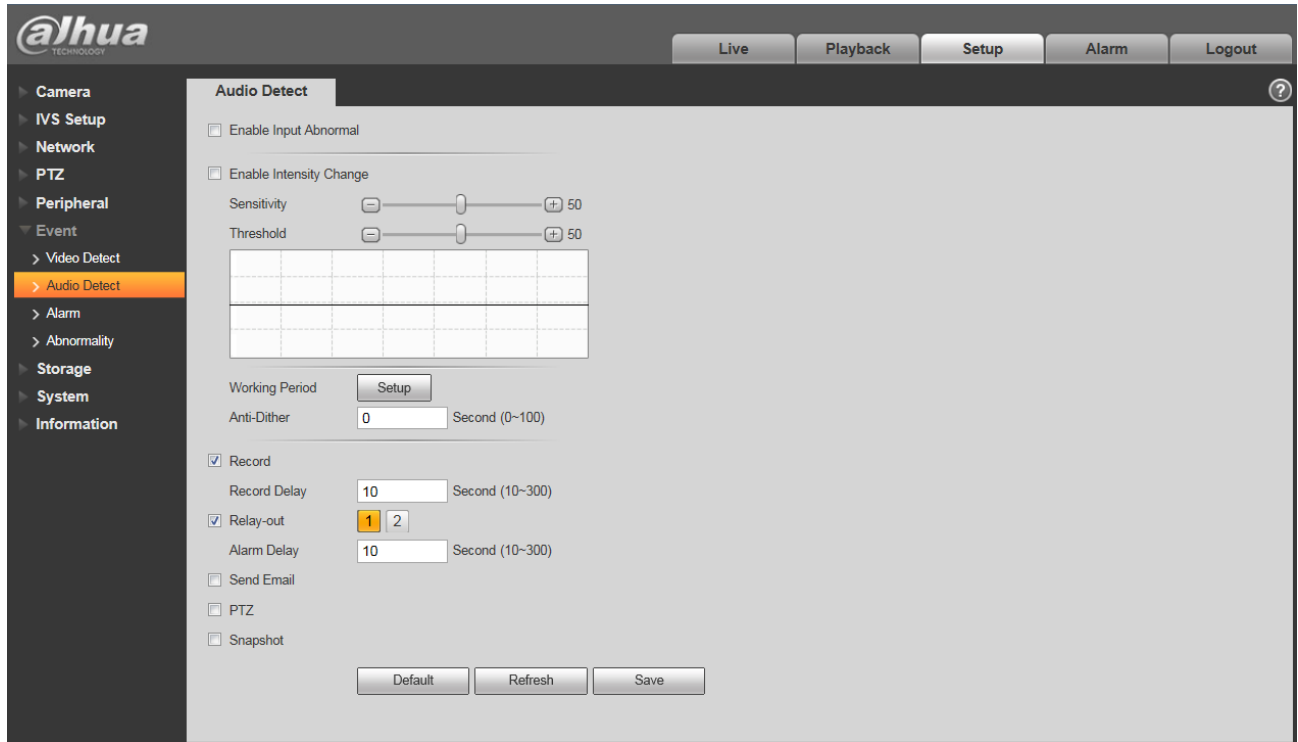 alhua
TECHNOLOGY
Live Playback Setup Alarm Logout
Camera
IVS Setup
Network
PTZ
Peripheral
Event
Video Detect
Audio Detect
Alarm
Abnormality
Storage
System
Information
Audio Detect ?
Enable Input Abnormal
Enable Intensity Change
Sensitivity 50
Threshold 50
Working Period Setup
Anti-Dither 0 Second (0~100)
Record
Record Delay 10 Second (10~300)
Relay-out 1 2
Alarm Delay 10 Second (10~300)
Send Email
PTZ
Snapshot
Default Refresh Save